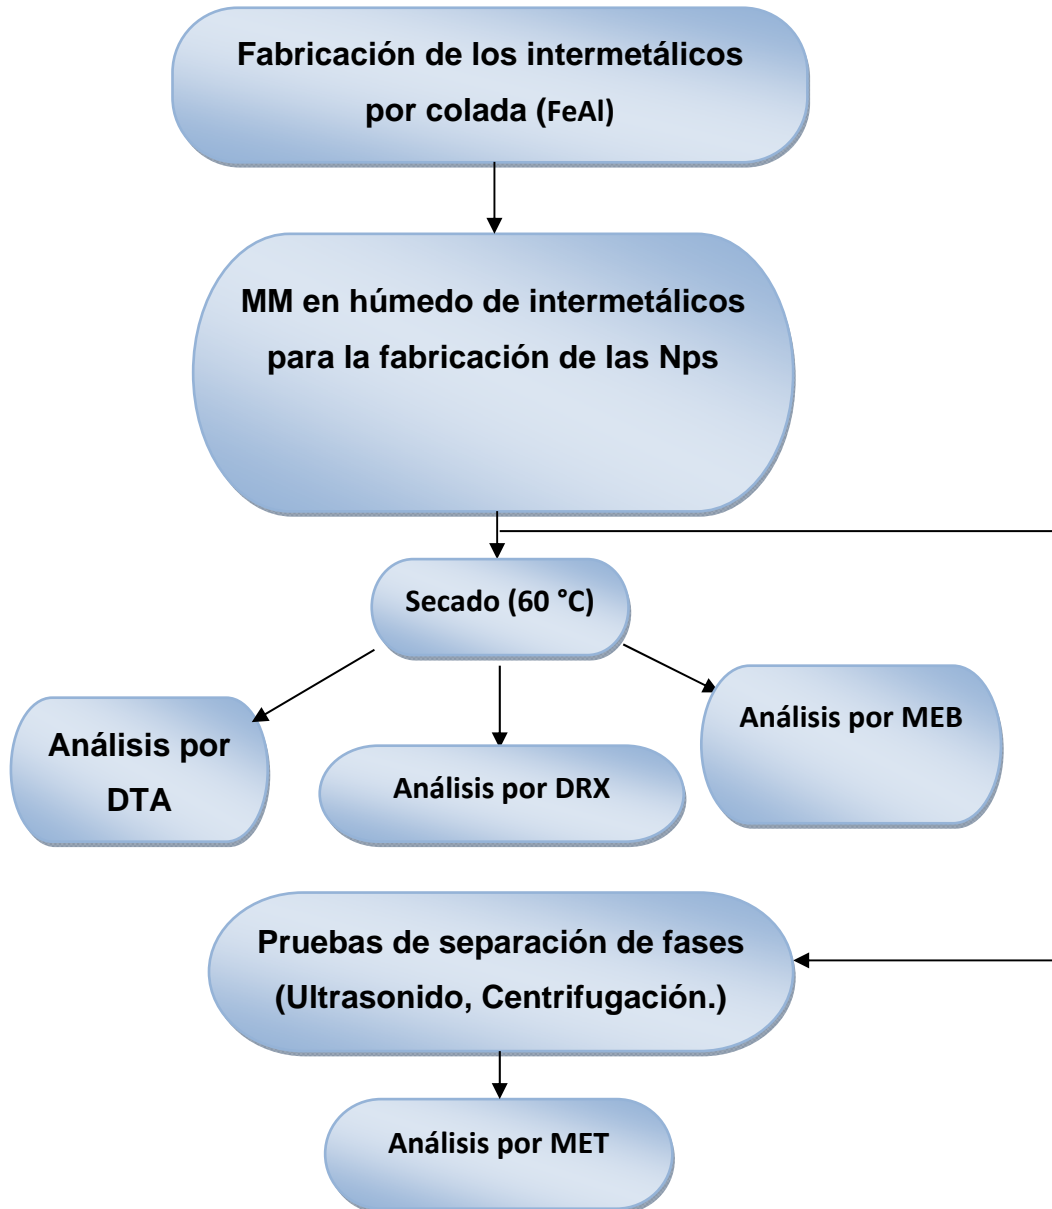 Fabricación de los intermetálicos
por colada (FeAl)
MM en húmedo de intermetálicos
para la fabricación de las Nps
Secado (60 °C)
Análisis por
DTA
Análisis por DRX
Análisis por MEB
Pruebas de separación de fases
(Ultrasonido, Centrifugación.)
Análisis por MET